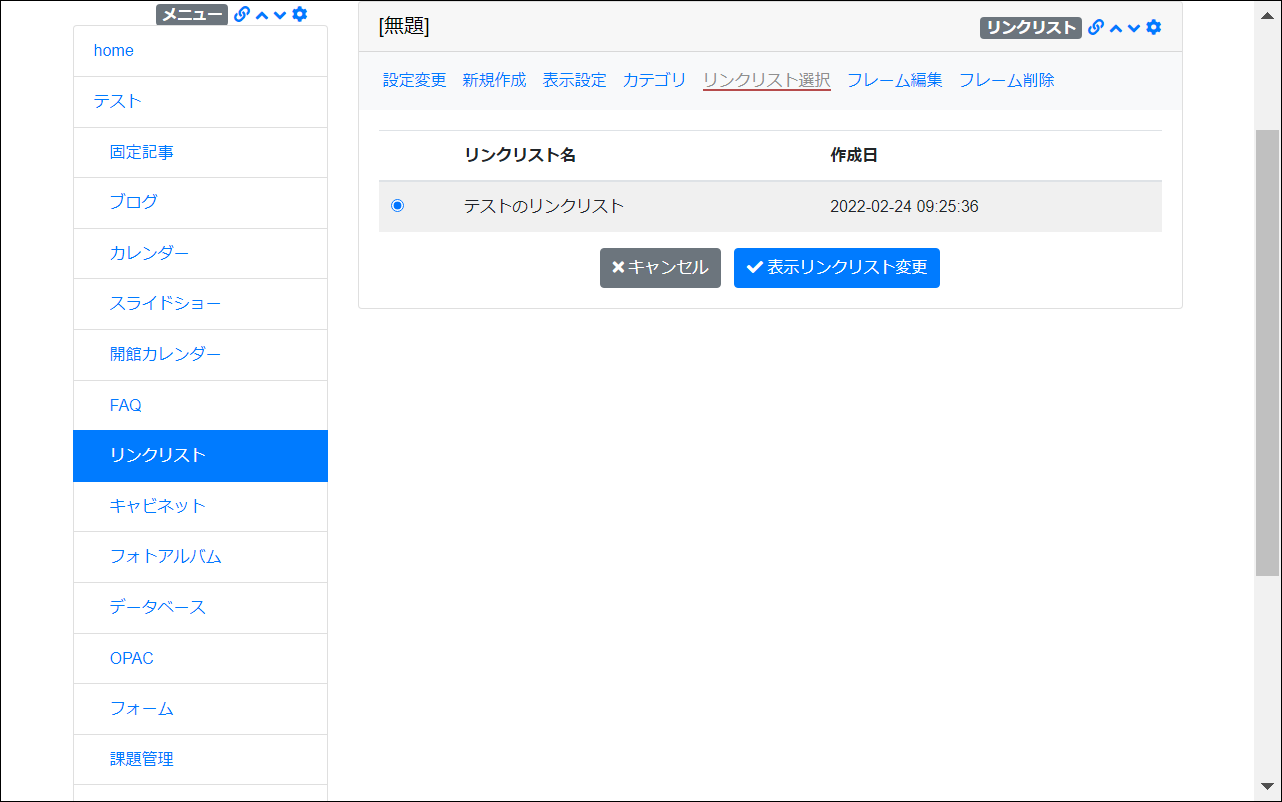 メニュー
home
テスト
固定記事
ブログ
カレンダー
スライドショー
開館カレンダー
FAQ
リンクリスト
キャビネット
フォトアルバム
データベース
OPAC
フォーム
課題管理
[無題]
リンクリスト
設定変更 新規作成 表示設定 カテゴリ リンクリスト選択 フレーム編集 フレーム削除
リンクリスト名 作成日
テストのリンクリスト 2022-02-24 09:25:36
キャンセル 表示リンクリスト変更